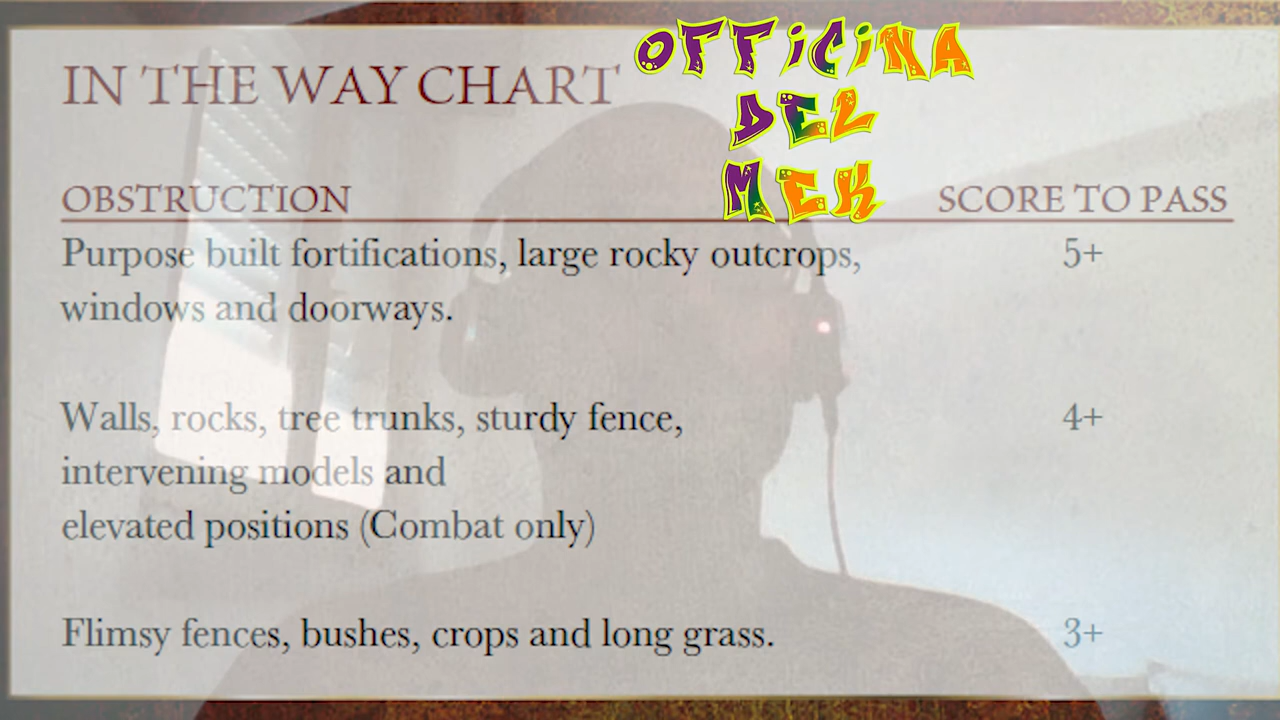 IN THE WAY CHART
OFFICINA
DEL
MEK
OBSTRUCTION SCORE TO PASS
Purpose built fortifications, large rocky outcrops, 5+
windows and doorways.
Walls, rocks, tree trunks, sturdy fence, 4+
intervening models and
elevated positions (Combat only)
Flimsy fences, bushes, crops and long grass. 3+